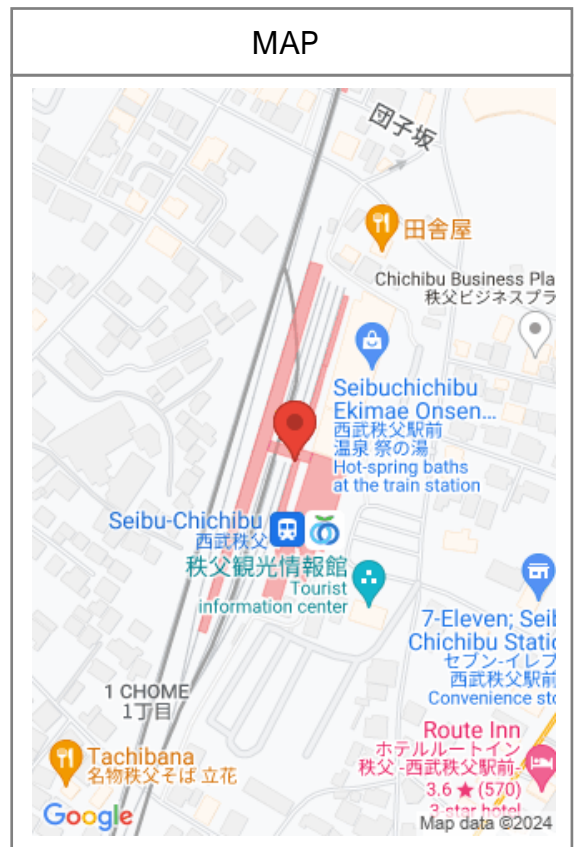 MAP
団子坂
田舎屋
Chichibu Business Pla
秩父ビジネスプラ
Seibuchichibu
Ekimae Onsen...
西武秩父駅前
温泉 祭の湯
Hot-spring baths
at the train station
Seibu-Chichibu
西武秩父
秩父観光情報館
Tourist
information center
7-Eleven; Seib
Chichibu Statio
セブン-イレブ
西武秩父駅前
Convenience sto
1 CHOME
1丁目
Route Inn
ホテルルートイン
秩父 -西武秩父駅前-
3.6 ★ (570)
3-star hotel
Tachibana
名物秩父そば 立花
Google
Map data ©2024